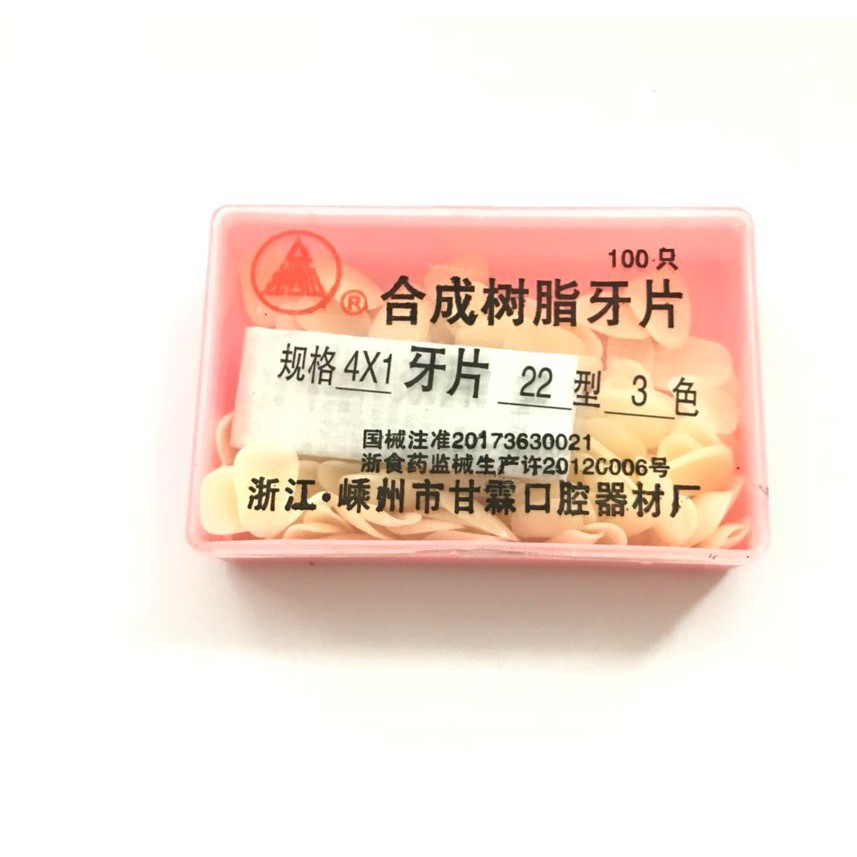 100只
® 合成树脂牙片
规格 4X1 牙片 22 型 3 色
国械注准20173630021
浙食药监械生产许20120006号
浙江·嵊州市甘霖口腔器材厂